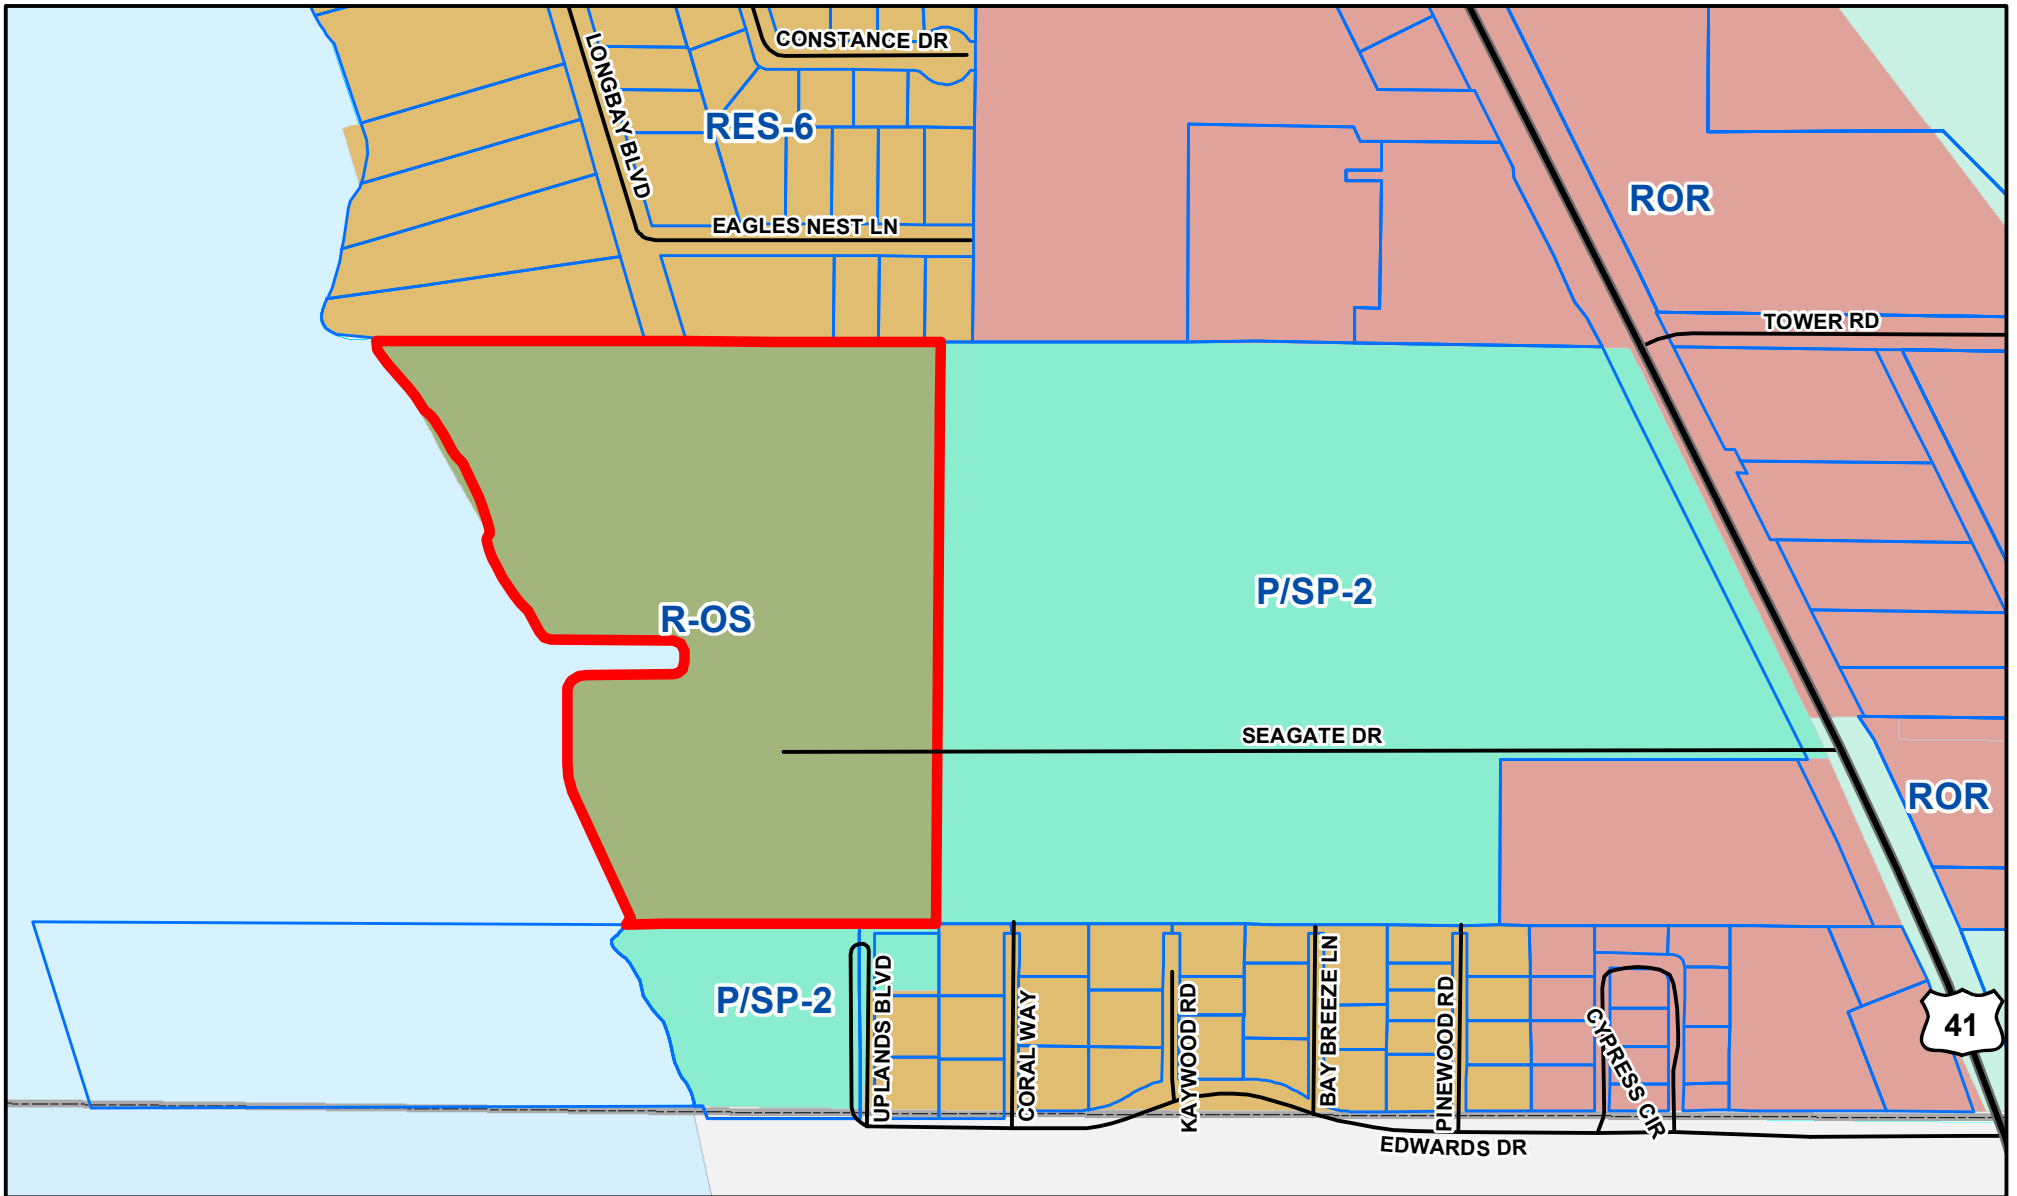 CONSTANCE DR
LONGBAY BLVD
RES-6
ROR
EAGLES NEST LN
TOWER RD
P/SP-2
R-OS
SEAGATE DR
ROR
P/SP-2
UPLANDS BLVD
CORAL WAY
KAYWOOD RD
BAY BREEZE LN
PINEWOOD RD
CYPRESS CIR
41
EDWARDS DR